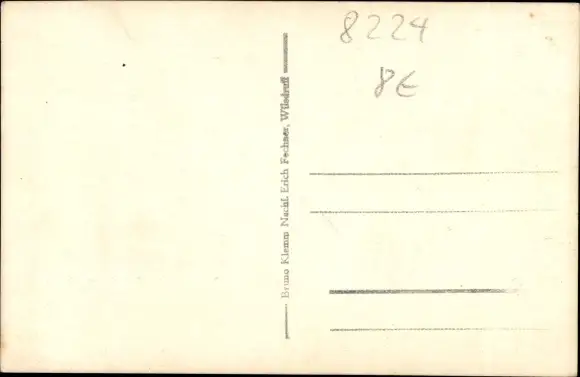 8224
8€
Bruno Klemm Nachf. Erich Fechner, Wilsdruff